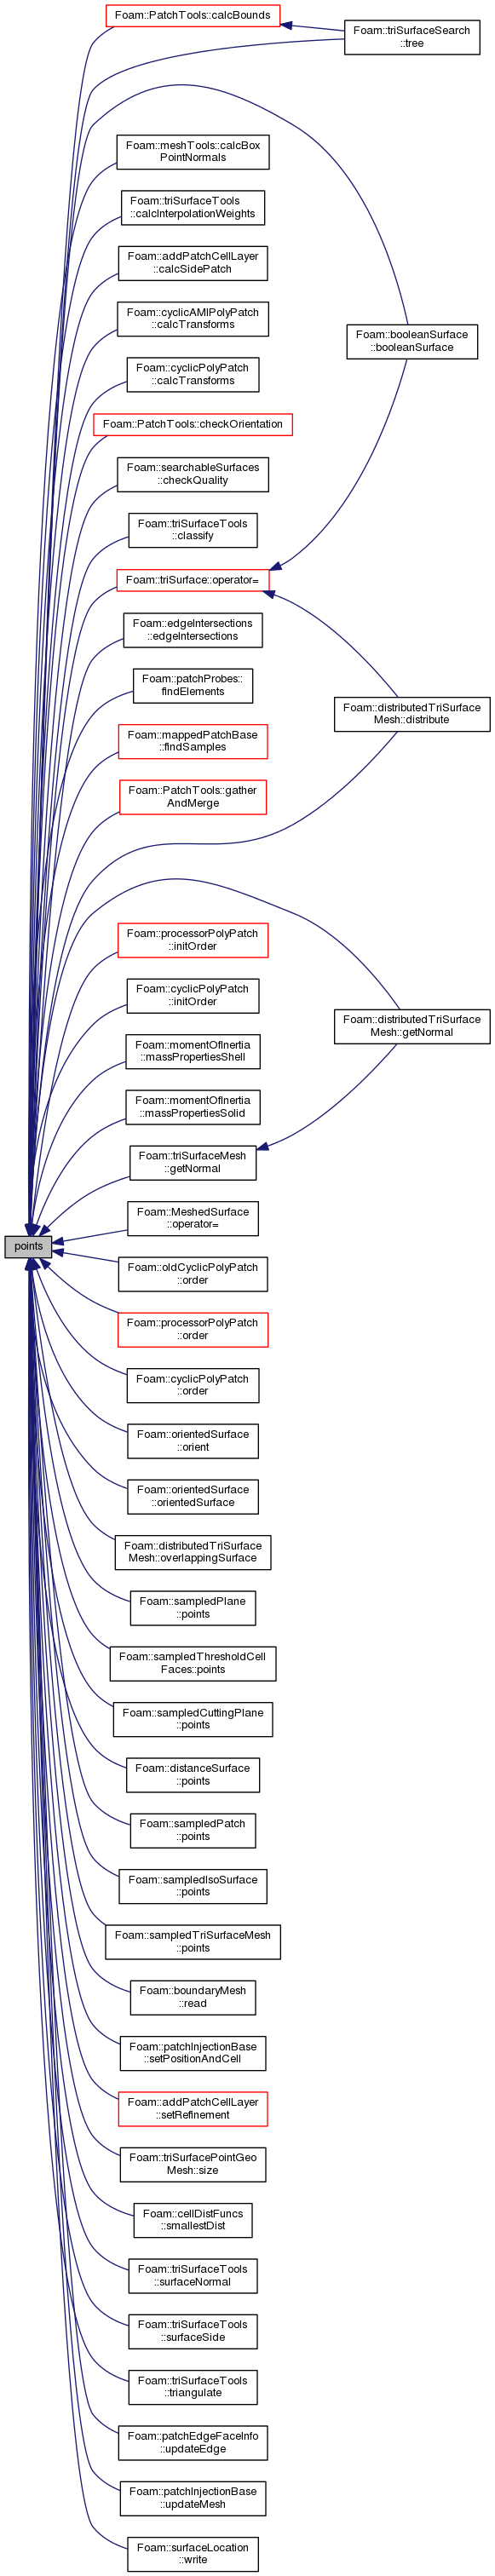 Foam::PatchTools::calcBounds
Foam::triSurfaceSearch
::tree
Foam::meshTools::calcBox
PointNormals
Foam::triSurfaceTools
::calcInterpolationWeights
Foam::addPatchCellLayer
::calcSidePatch
Foam::cyclicAMIPolyPatch
::calcTransforms
Foam::booleanSurface
::booleanSurface
Foam::cyclicPolyPatch
::calcTransforms
Foam::PatchTools::checkOrientation
Foam::searchableSurfaces
::checkQuality
Foam::triSurfaceTools
::classify
Foam::triSurface::operator=
Foam::edgeIntersections
::edgeIntersections
Foam::patchProbes::
findElements
Foam::distributedTriSurface
Mesh::distribute
Foam::mappedPatchBase
::findSamples
Foam::PatchTools::gather
AndMerge
Foam::processorPolyPatch
::initOrder
Foam::cyclicPolyPatch
::initOrder
Foam::distributedTriSurface
Mesh::getNormal
Foam::momentOfInertia
::massPropertiesShell
Foam::momentOfInertia
::massPropertiesSolid
Foam::triSurfaceMesh
::getNormal
Foam::MeshedSurface
::operator=
points
Foam::oldCyclicPolyPatch
::order
Foam::processorPolyPatch
::order
Foam::cyclicPolyPatch
::order
Foam::orientedSurface
::orient
Foam::orientedSurface
::orientedSurface
Foam::distributedTriSurface
Mesh::overlappingSurface
Foam::sampledPlane
::points
Foam::sampledThresholdCell
Faces::points
Foam::sampledCuttingPlane
::points
Foam::distanceSurface
::points
Foam::sampledPatch
::points
Foam::sampledIsoSurface
::points
Foam::sampledTriSurfaceMesh
::points
Foam::boundaryMesh
::read
Foam::patchInjectionBase
::setPositionAndCell
Foam::addPatchCellLayer
::setRefinement
Foam::triSurfacePointGeo
Mesh::size
Foam::cellDistFuncs
::smallestDist
Foam::triSurfaceTools
::surfaceNormal
Foam::triSurfaceTools
::surfaceSide
Foam::triSurfaceTools
::triangulate
Foam::patchEdgeFaceInfo
::updateEdge
Foam::patchInjectionBase
::updateMesh
Foam::surfaceLocation
::write